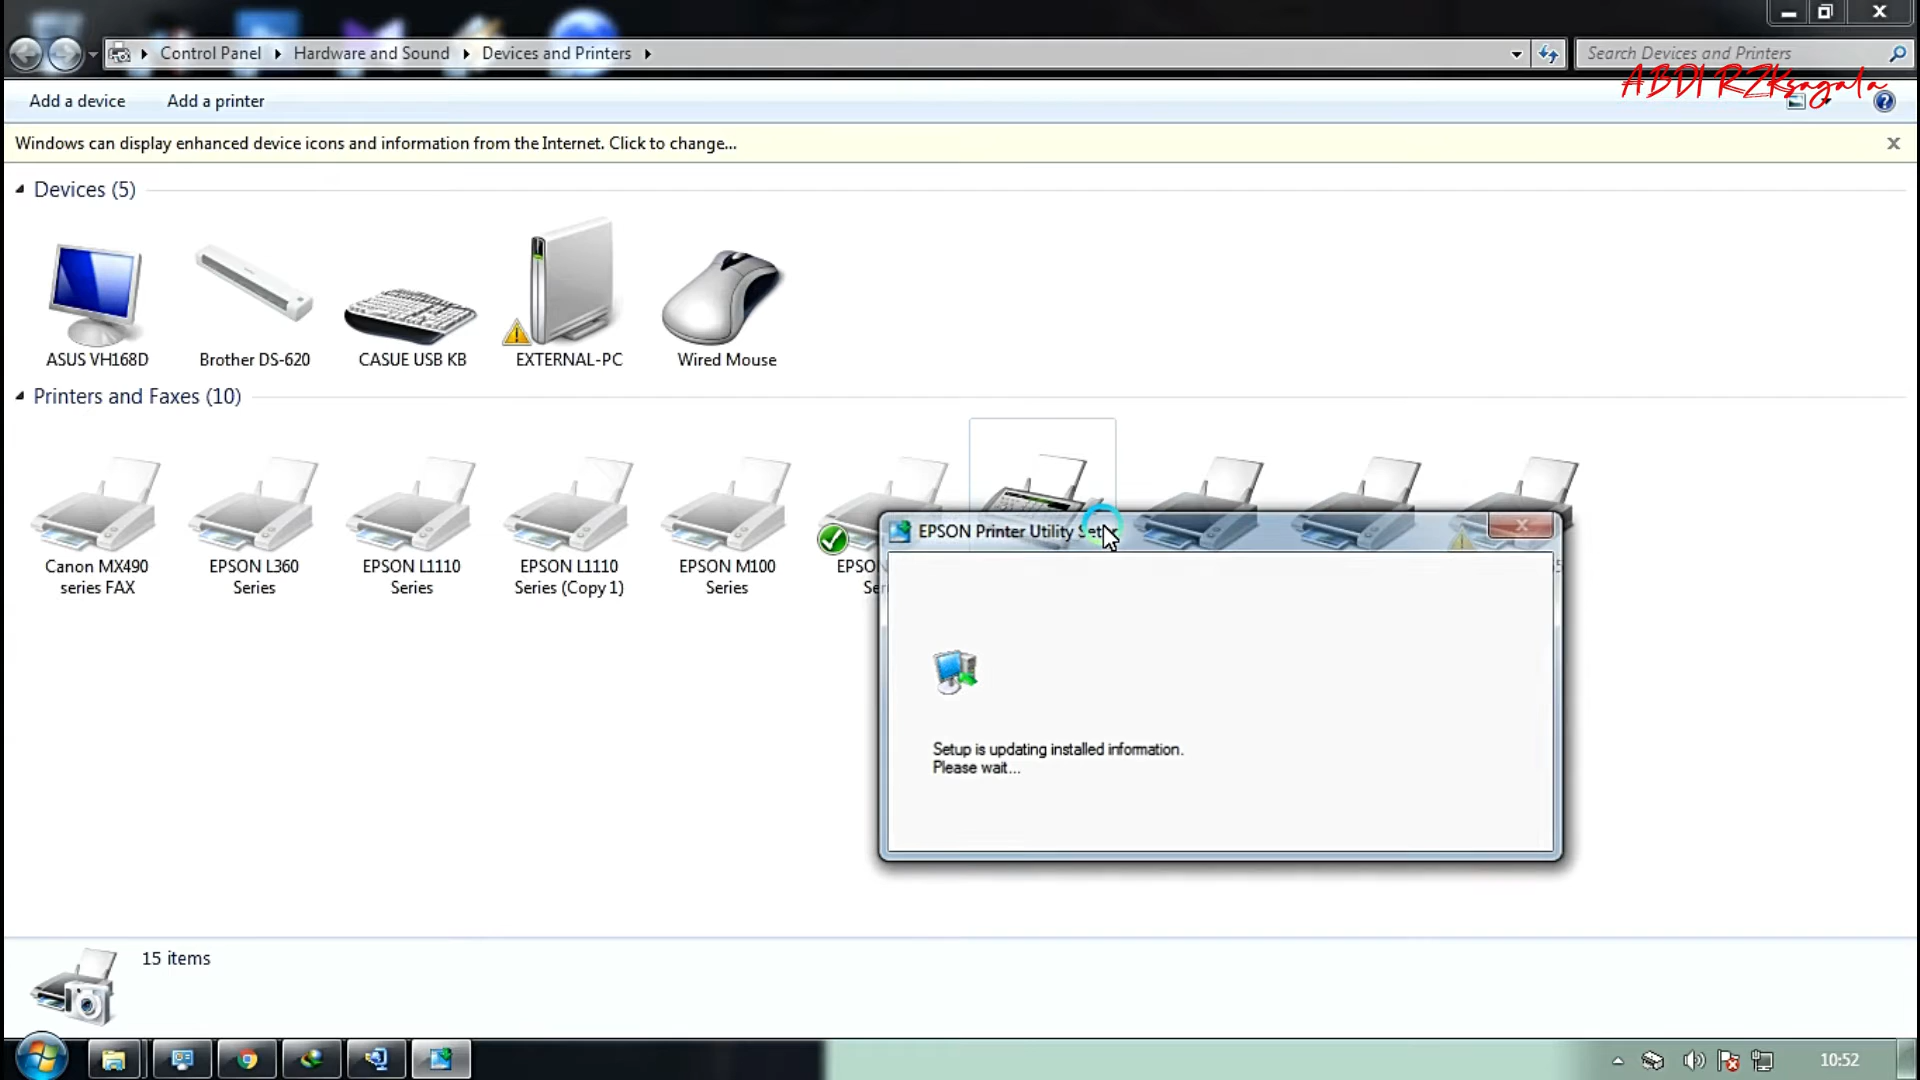 Control Panel Hardware and Sound Devices and Printers
Search Devices and Printers
ABDI RZKsagala
Add a device Add a printer
Windows can display enhanced device icons and information from the Internet. Click to change...
Devices (5)
ASUS VH168D
Brother DS-620
CASUE USB KB
EXTERNAL-PC
Wired Mouse
Printers and Faxes (10)
Canon MX490
series FAX
EPSON L360
Series
EPSON L1110
Series
EPSON L1110
Series (Copy 1)
EPSON M100
Series
EPSON
EPSON Printer Utility Setup
Setup is updating installed information.
Please wait...
15 items
10:52